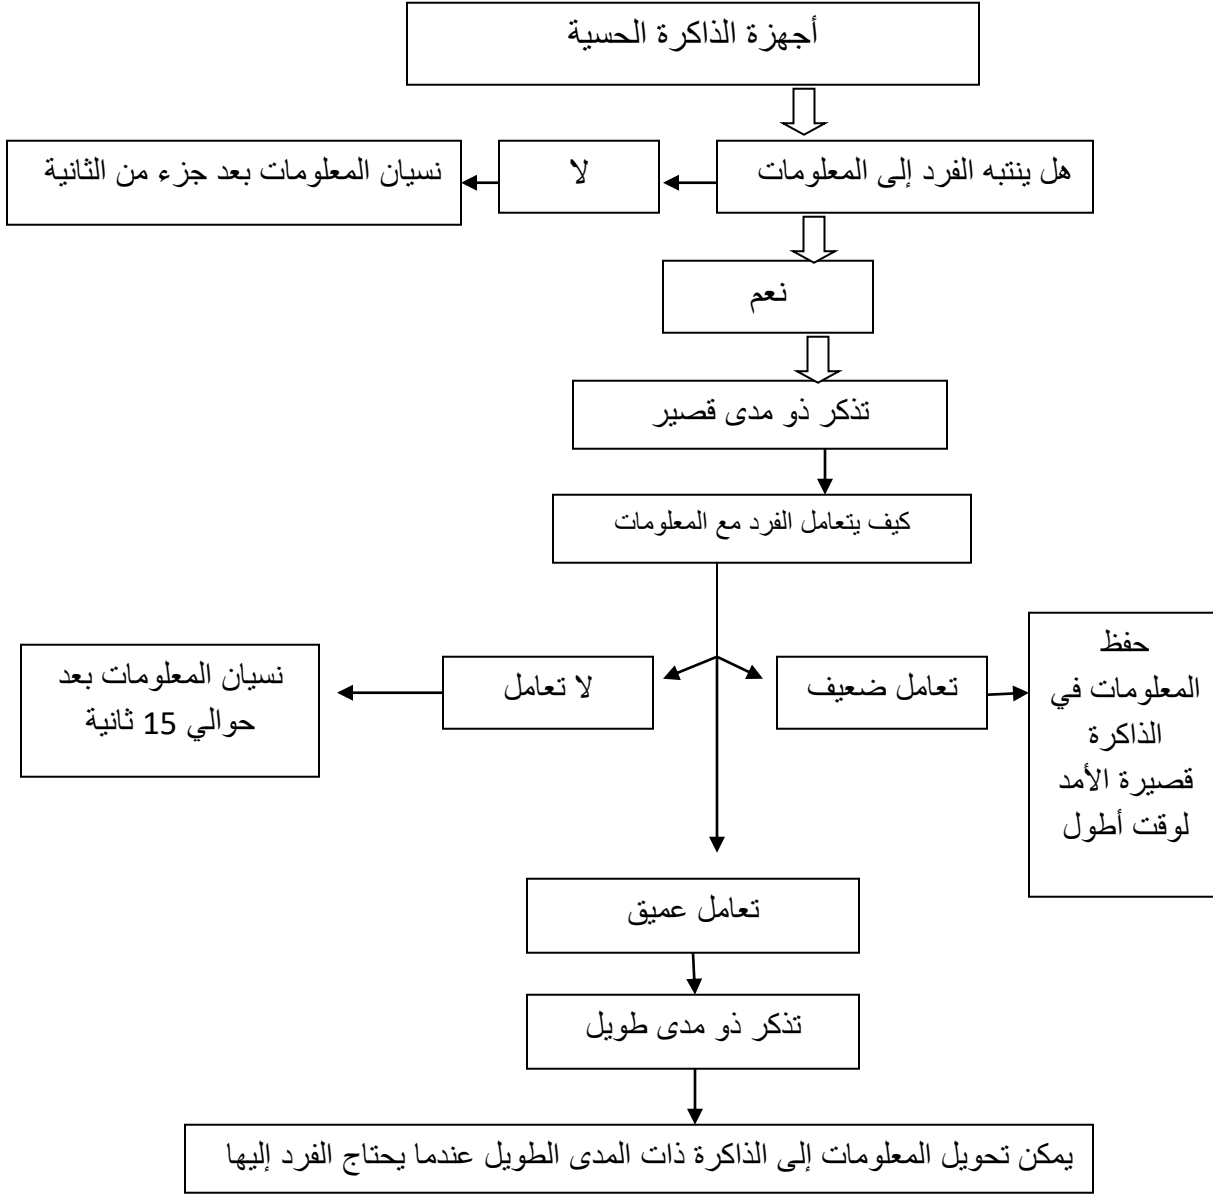 أجهزة الذاكرة الحسية
هل ينتبه الفرد إلى المعلومات
لا
نسيان المعلومات بعد جزء من الثانية
نعم
تذكر ذو مدى قصير
كيف يتعامل الفرد مع المعلومات
حفظ
المعلومات في
الذاكرة
قصيرة الأمد
لوقت أطول
تعامل ضعيف
لا تعامل
نسيان المعلومات بعد
حوالي 15 ثانية
تعامل عميق
تذكر ذو مدى طويل
يمكن تحويل المعلومات إلى الذاكرة ذات المدى الطويل عندما يحتاج الفرد إليها